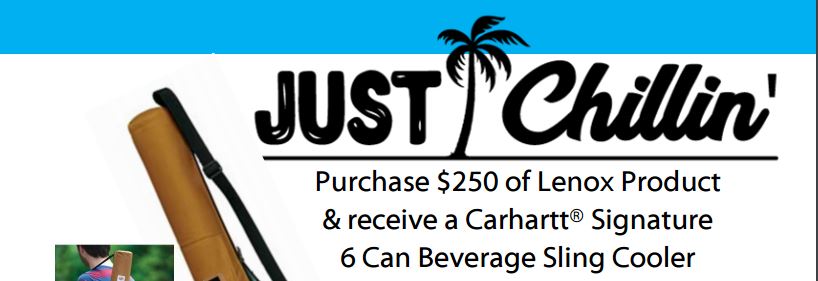 JUST Chillin'
Purchase $250 of Lenox Product
& receive a Carhartt® Signature
6 Can Beverage Sling Cooler